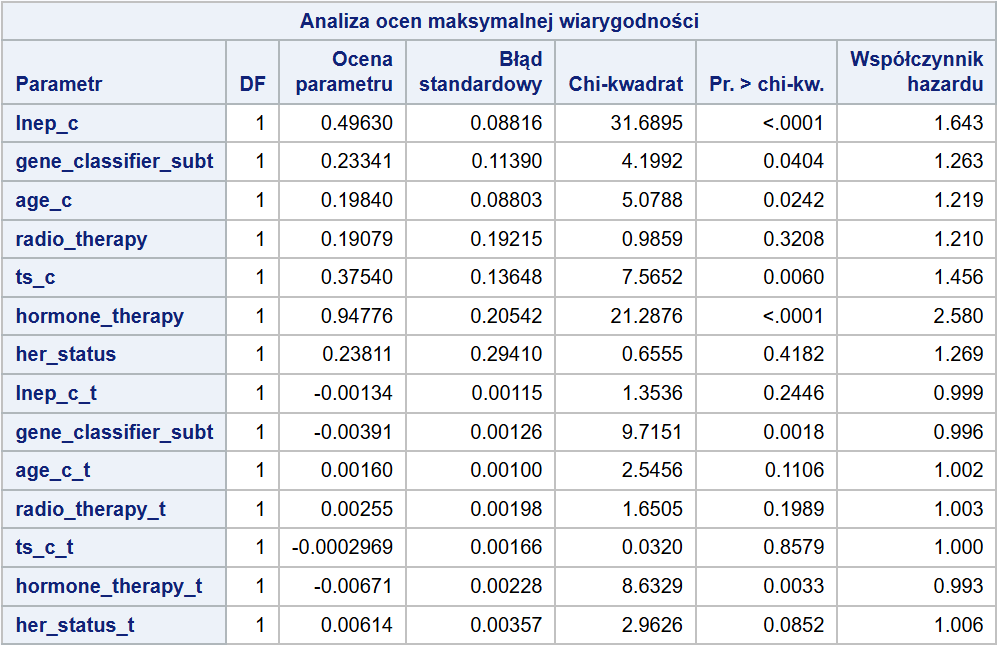 Analiza ocen maksymalnej wiarygodności
Parametr DF Ocena parametru Błąd standardowy Chi-kwadrat Pr. > chi-kw. Współczynnik hazardu
lnep_c 1 0.49630 0.08816 31.6895 <.0001 1.643
gene_classifier_subt 1 0.23341 0.11390 4.1992 0.0404 1.263
age_c 1 0.19840 0.08803 5.0788 0.0242 1.219
radio_therapy 1 0.19079 0.19215 0.9859 0.3208 1.210
ts_c 1 0.37540 0.13648 7.5652 0.0060 1.456
hormone_therapy 1 0.94776 0.20542 21.2876 <.0001 2.580
her_status 1 0.23811 0.29410 0.6555 0.4182 1.269
lnep_c_t 1 -0.00134 0.00115 1.3536 0.2446 0.999
gene_classifier_subt 1 -0.00391 0.00126 9.7151 0.0018 0.996
age_c_t 1 0.00160 0.00100 2.5456 0.1106 1.002
radio_therapy_t 1 0.00255 0.00198 1.6505 0.1989 1.003
ts_c_t 1 -0.0002969 0.00166 0.0320 0.8579 1.000
hormone_therapy_t 1 -0.00671 0.00228 8.6329 0.0033 0.993
her_status_t 1 0.00614 0.00357 2.9626 0.0852 1.006